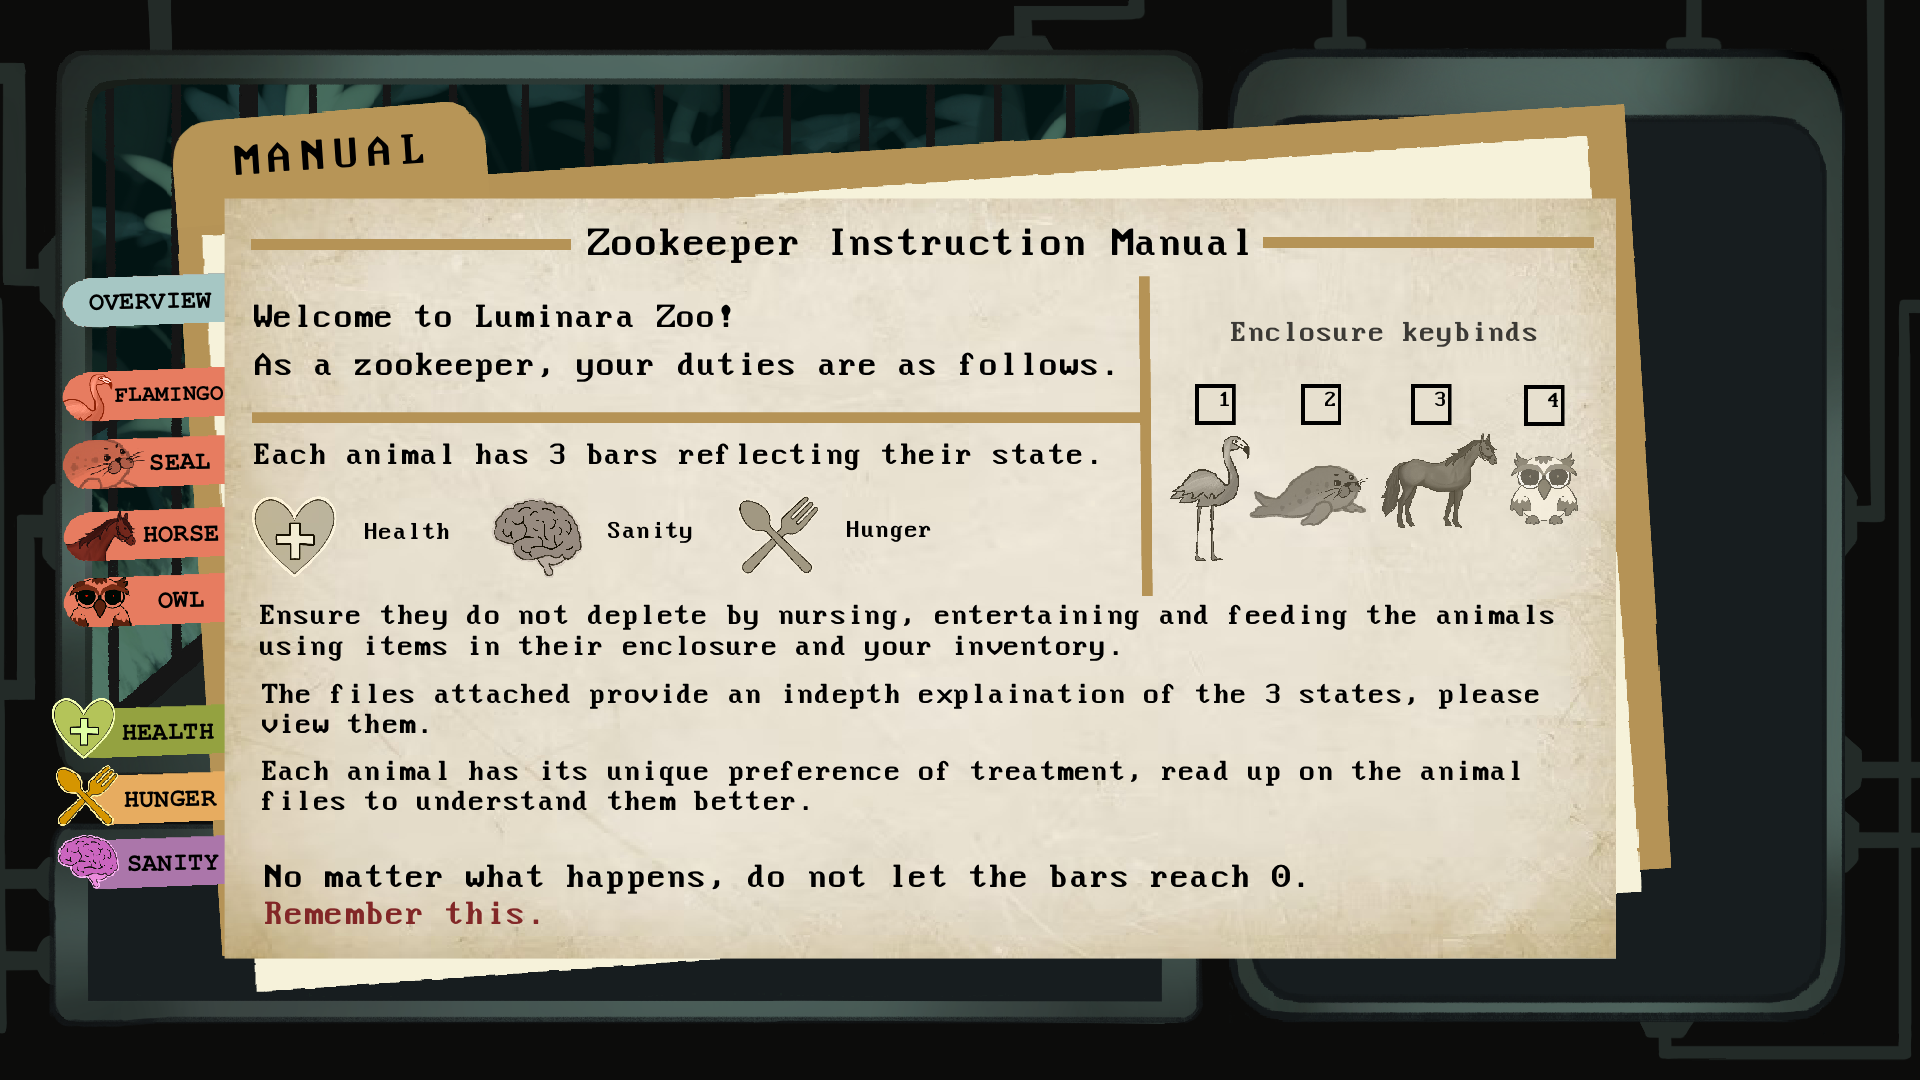 MANUAL
Zookeeper Instruction Manual
Welcome to Luminara Zoo!
As a zookeeper, your duties are as follows.
Each animal has 3 bars reflecting their state.
Health
Sanity
Hunger
Enclosure keybinds
1
2
3
4
Ensure they do not deplete by nursing, entertaining and feeding the animals
using items in their enclosure and your inventory.
The files attached provide an indepth explaination of the 3 states, please
view them.
Each animal has its unique preference of treatment, read up on the animal
files to understand them better.
No matter what happens, do not let the bars reach 0.
Remember this.
OVERVIEW
FLAMINGO
SEAL
HORSE
OWL
HEALTH
HUNGER
SANITY